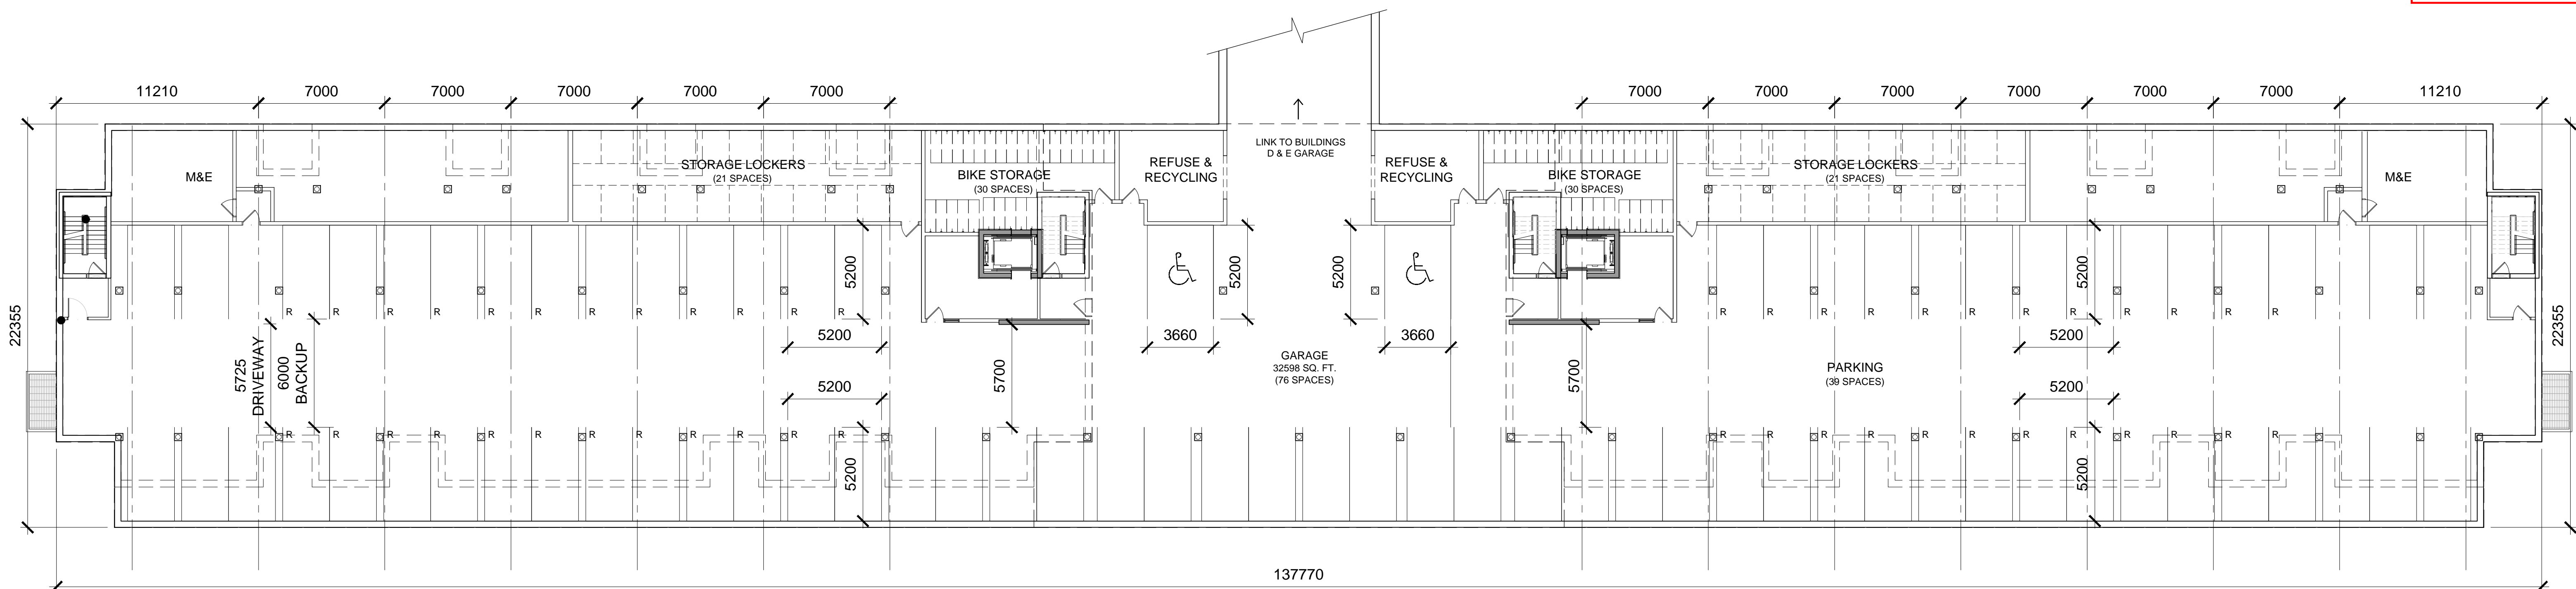 11210
7000
7000
7000
7000
7000
7000
7000
7000
7000
7000
7000
11210
LINK TO BUILDINGS
D & E GARAGE
M&E
STORAGE LOCKERS
(21 SPACES)
BIKE STORAGE
(30 SPACES)
REFUSE &
RECYCLING
REFUSE &
RECYCLING
BIKE STORAGE
(30 SPACES)
STORAGE LOCKERS
(21 SPACES)
M&E
5200
5200
5200
5200
R R R R R R R R R R R R
R R R R R R R R R R R R
22355
22355
5725
DRIVEWAY
6000
BACKUP
5200
5200
5700
3660
3660
5700
5200
5200
GARAGE
32598 SQ. FT.
(76 SPACES)
PARKING
(39 SPACES)
R R R R R R R R R R R R
R R R R R R R R R R R R
5200
5200
137770